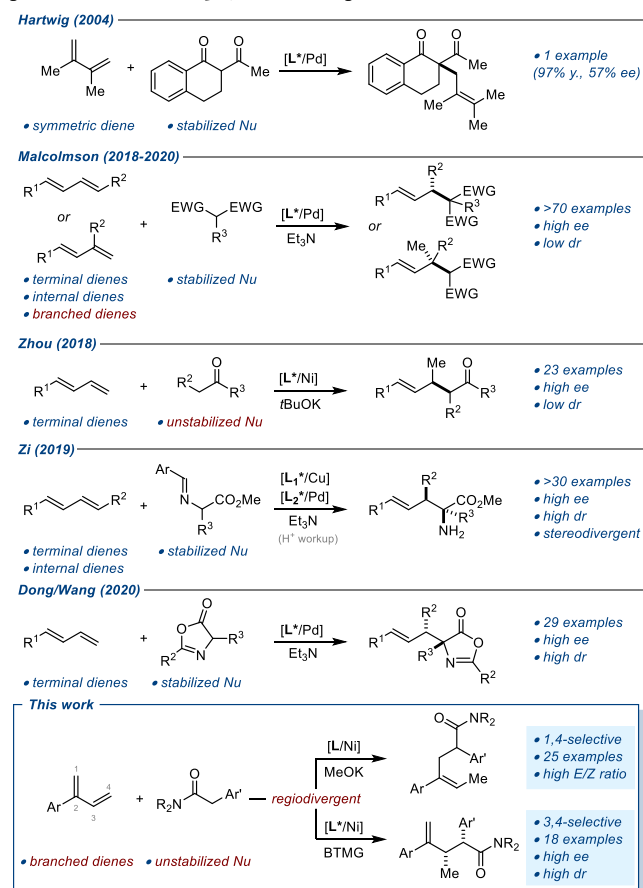 Hartwig (2004)
Me
Me
+
O
O
Me
[L*/Pd]
O
O
Me
Me
Me
Me
• 1 example
(97% y., 57% ee)
• symmetric diene
• stabilized Nu
Malcolmson (2018-2020)
R1
R2
or
R2
R1
+
EWG
EWG
R3
[L*/Pd]
Et3N
R2
R1
EWG
R3
EWG
or
Me
R2
R1
EWG
EWG
• >70 examples
• high ee
• low dr
• terminal dienes
• internal dienes
• branched dienes
• stabilized Nu
Zhou (2018)
R1
+
R2
O
R3
[L*/Ni]
tBuOK
Me
O
R1
R3
R2
• 23 examples
• high ee
• low dr
• terminal dienes
• unstabilized Nu
Zi (2019)
R1
R2
+
Ar
N
CO2Me
R3
[L1*/Cu]
[L2*/Pd]
Et3N
(H+ workup)
R2
R1
CO2Me
R3
NH2
• >30 examples
• high ee
• high dr
• stereodivergent
• terminal dienes
• internal dienes
• stabilized Nu
Dong/Wang (2020)
R1
+
O
O
R3
R2
N
[L*/Pd]
Et3N
R2
O
R1
O
R3
N
R2
• 29 examples
• high ee
• high dr
• terminal dienes
• stabilized Nu
This work
1
4
Ar
2
3
+
O
R2N
Ar'
regiodivergent
[L/Ni]
MeOK
O
NR2
Ar'
Me
Ar
• 1,4-selective
• 25 examples
• high E/Z ratio
[L*/Ni]
BTMG
Ar'
NR2
Ar
Me
O
• 3,4-selective
• 18 examples
• high ee
• high dr
• branched dienes
• unstabilized Nu